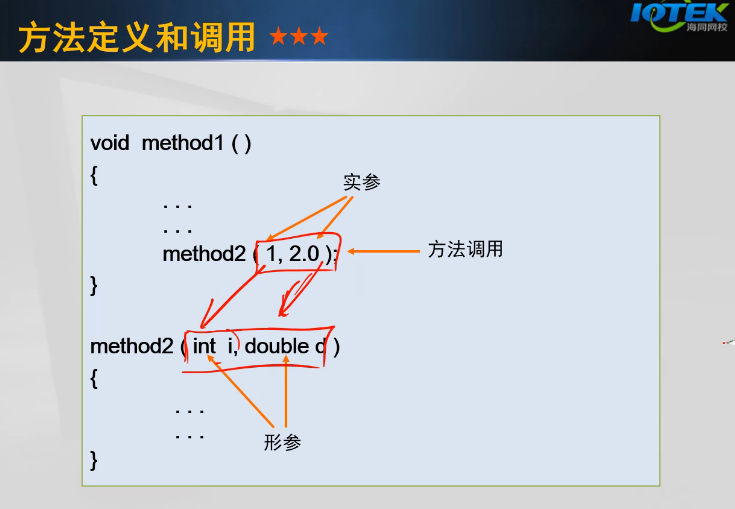 方法定义和调用 ★★★
IOTEK
海同网校
void method1 ( )
{
实参
. . .
. . .
method2 ( 1, 2.0 );
方法调用
}
method2 ( int i, double d )
{
. . .
. . .
形参
}